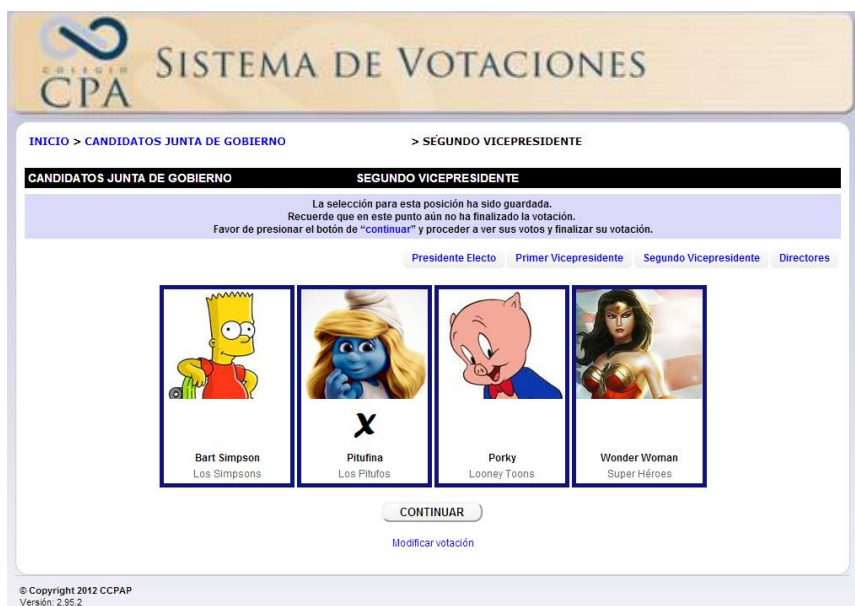 COLEGIO
CPA
SISTEMA DE VOTACIONES
INICIO > CANDIDATOS JUNTA DE GOBIERNO > SEGUNDO VICEPRESIDENTE
CANDIDATOS JUNTA DE GOBIERNO SEGUNDO VICEPRESIDENTE
La selección para esta posición ha sido guardada.
Recuerde que en este punto aún no ha finalizado la votación.
Favor de presionar el botón de “continuar” y proceder a ver sus votos y finalizar su votación.
Presidente Electo Primer Vicepresidente Segundo Vicepresidente Directores
X
Bart Simpson Pitufina Porky Wonder Woman
Los Simpsons Los Pitufos Looney Toons Super Héroes
CONTINUAR
Modificar votación
© Copyright 2012 CCPAP
Versión: 2.95.2